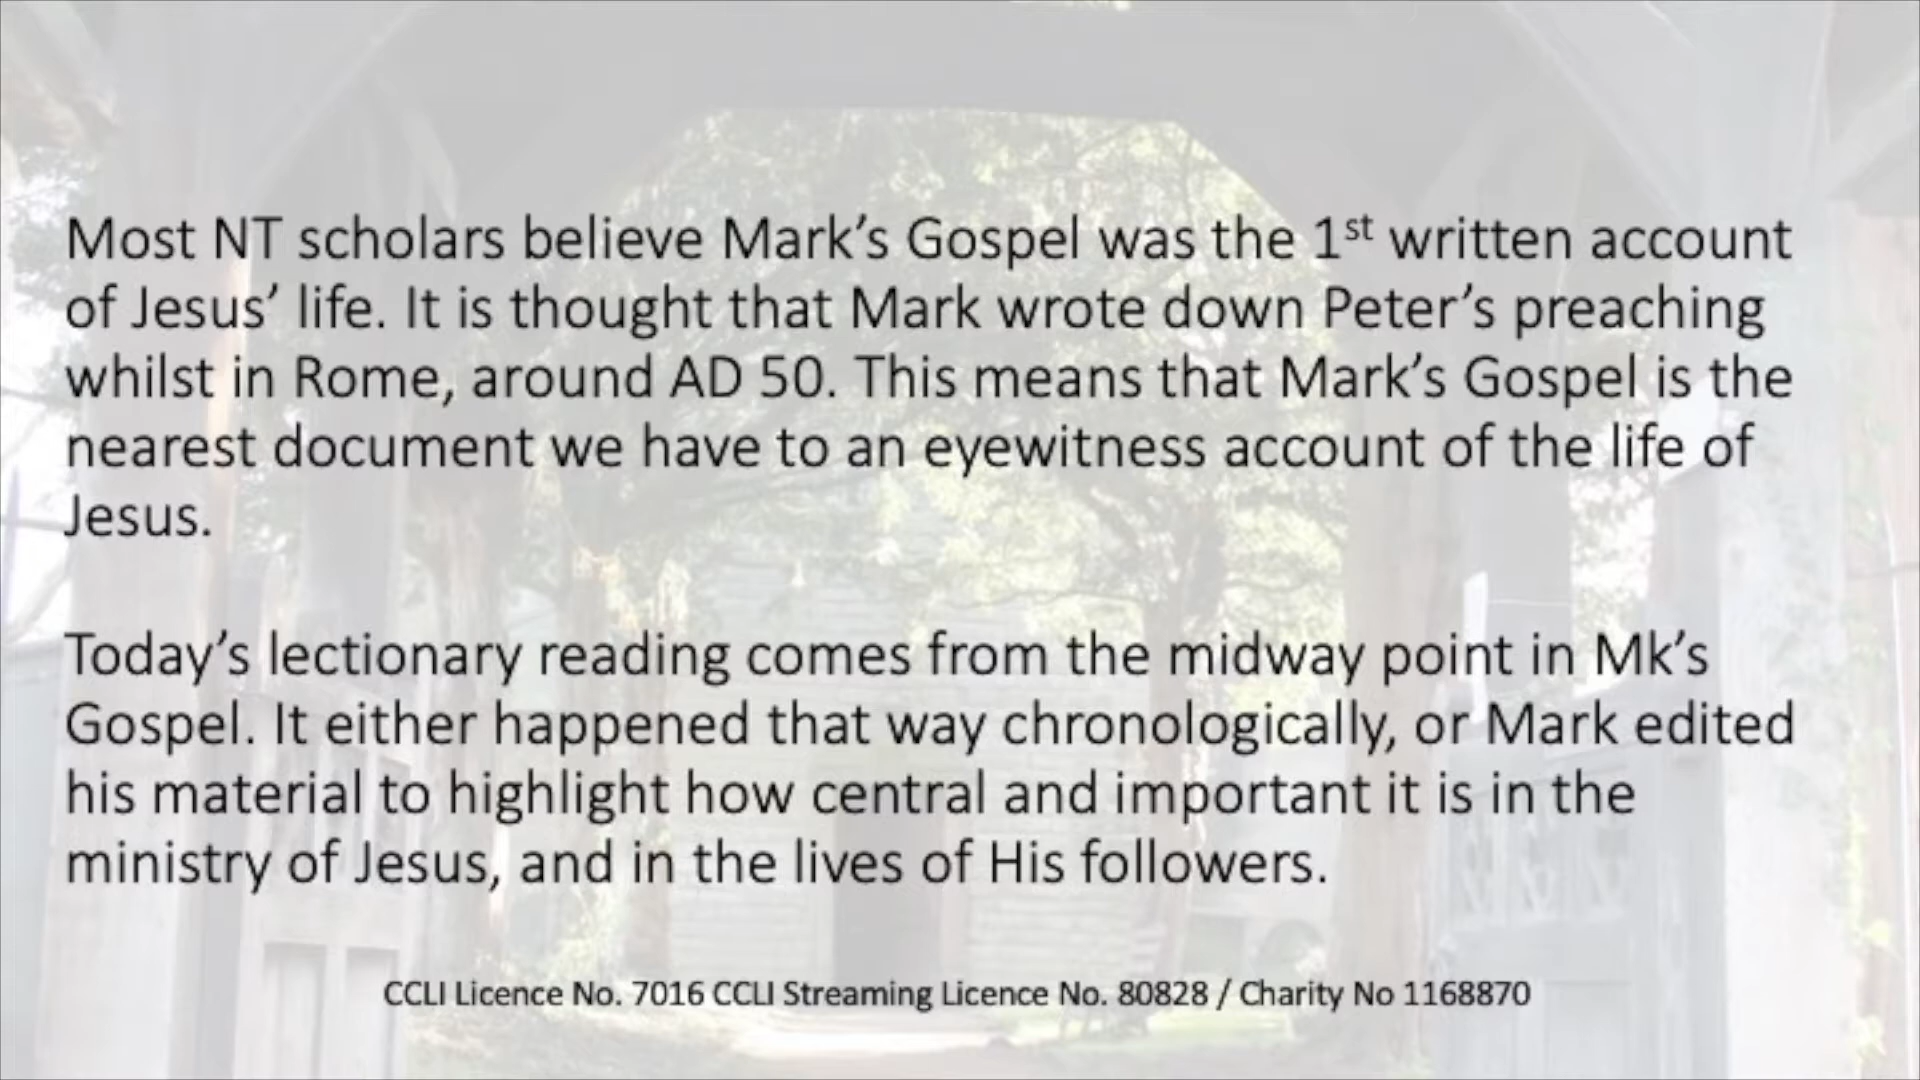 Most NT scholars believe Mark’s Gospel was the 1st written account
of Jesus’ life. It is thought that Mark wrote down Peter’s preaching
whilst in Rome, around AD 50. This means that Mark’s Gospel is the
nearest document we have to an eyewitness account of the life of
Jesus.
Today’s lectionary reading comes from the midway point in Mk’s
Gospel. It either happened that way chronologically, or Mark edited
his material to highlight how central and important it is in the
ministry of Jesus, and in the lives of His followers.
CCLI Licence No. 7016 CCLI Streaming Licence No. 80828 / Charity No 1168870